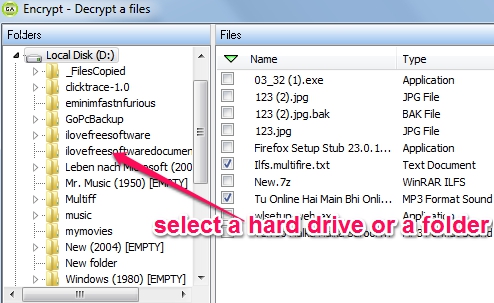 Encrypt - Decrypt a files
Folders
Local Disk (D:)
_FilesCopied
clicktrace-1.0
eminimfastnfurious
GoPcBackup
ilovefreesoftware
ilovefreesoftwaredocumen
Leben nach Microsoft (200
Mr. Music (1950) [EMPTY]
Multiff
music
mymovies
New (2004) [EMPTY]
New folder
Windows (1980) [EMPTY]
Files
Name Type
03_32 (1).exe Application
123 (2).jpg JPG File
123 (2).jpg.bak BAK File
123.jpg JPG File
Firefox Setup Stub 23.0.1... Application
Ilfs.multifire.txt Text Document
New.7z WinRAR ILFS
Tu Online Hai Main Bhi Onli... MP3 Format Sound
wlsetup-web.exe Application
MP3 Format Sound
select a hard drive or a folder